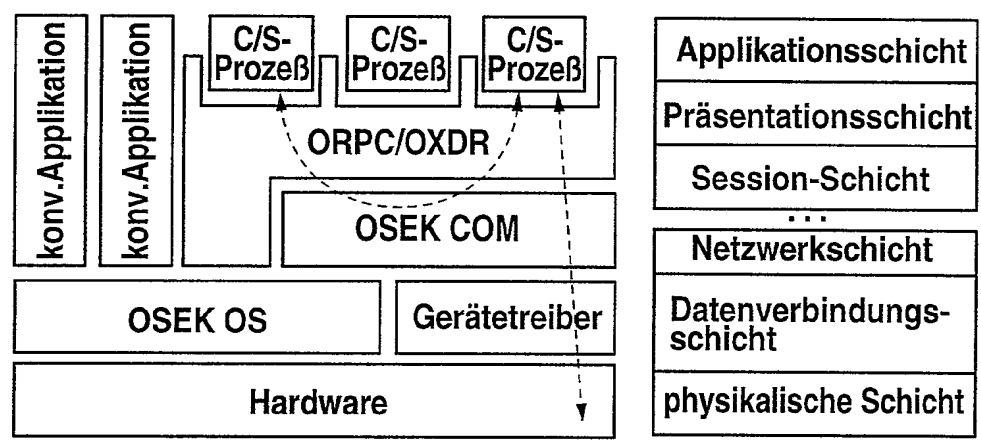 konv.Applikation
konv.Applikation
C/S-
Prozeß
C/S-
Prozeß
C/S-
Prozeß
ORPC/OXDR
OSEK COM
OSEK OS
Gerätetreiber
Hardware
Applikationsschicht
Präsentationsschicht
Session-Schicht
...
Netzwerkschicht
Datenverbindungs-
schicht
physikalische Schicht